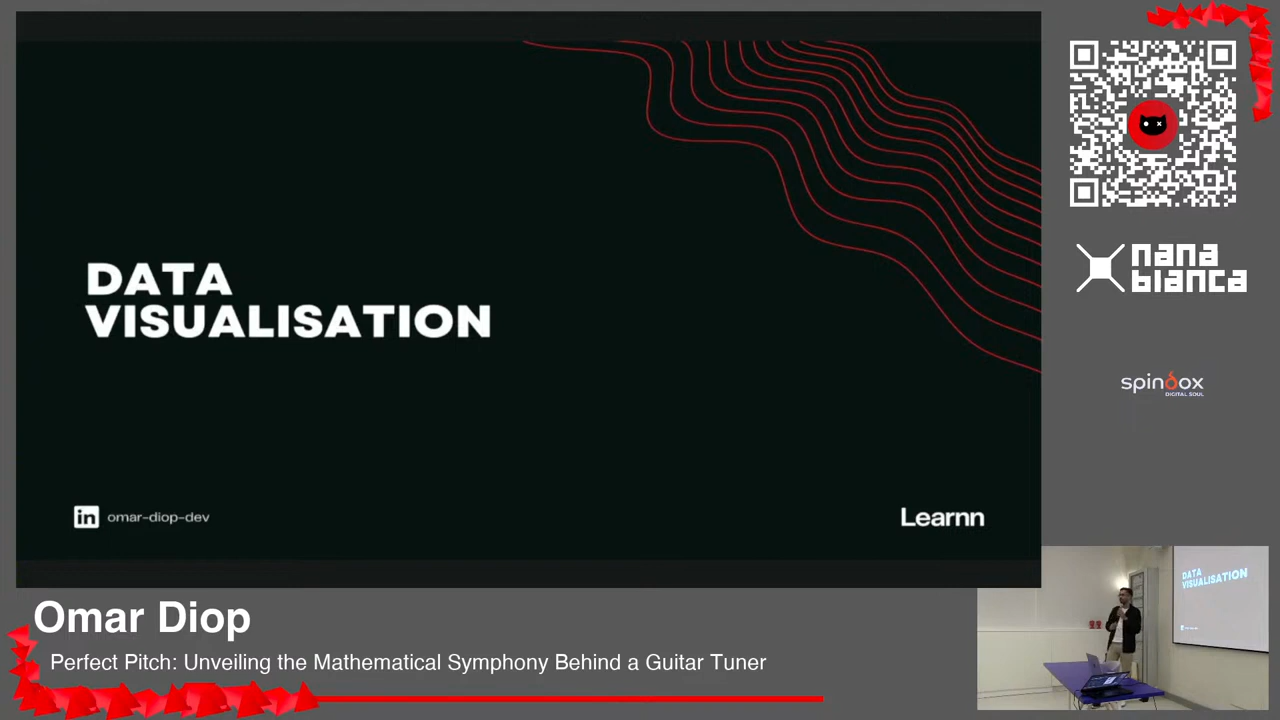 DATA
VISUALISATION
in omar-diop-dev
Learnn
Omar Diop
Perfect Pitch: Unveiling the Mathematical Symphony Behind a Guitar Tuner
nana
bianca
spindox
DIGITAL SOUL
DATA
VISUALISATION